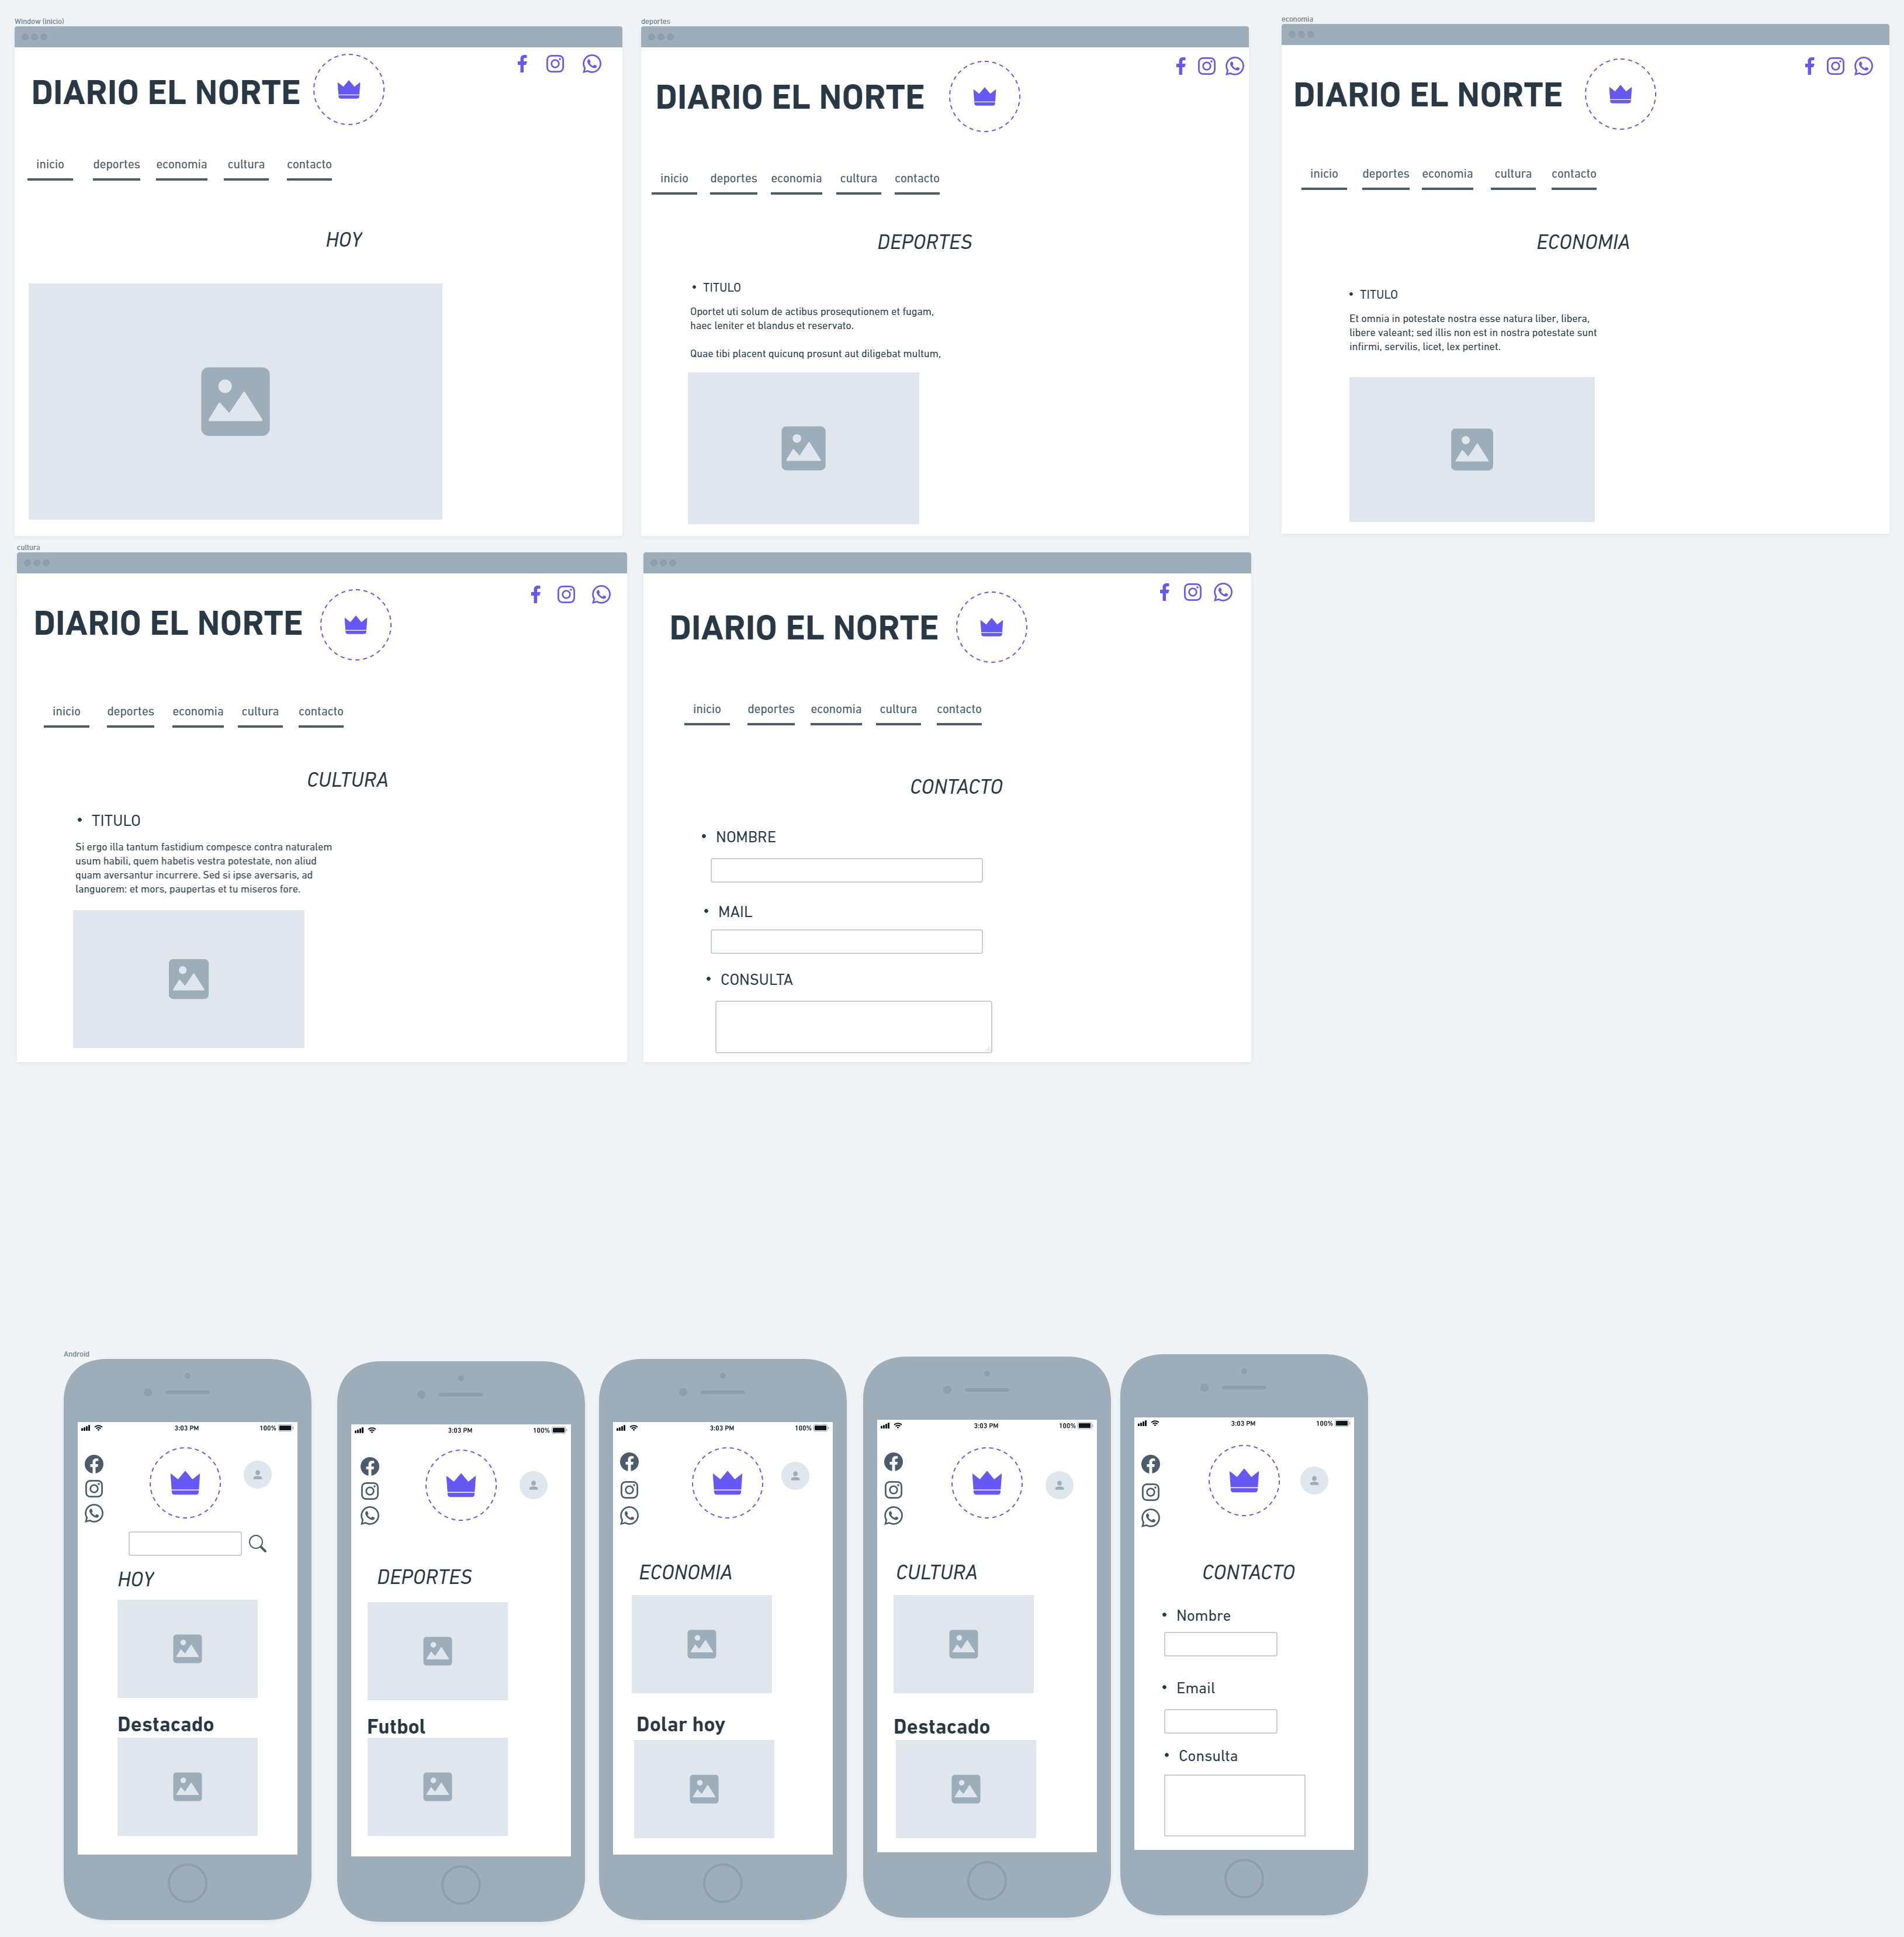 Window (inicio)
DIARIO EL NORTE
inicio deportes economia cultura contacto
HOY
deportes
DIARIO EL NORTE
inicio deportes economia cultura contacto
DEPORTES
• TITULO
Oportet uti solum de actibus prosequtionem et fugam,
haec leniter et blandus et reservato.
Quae tibi placent quicunq prosunt aut diligebat multum,
economia
DIARIO EL NORTE
inicio deportes economia cultura contacto
ECONOMIA
• TITULO
Et omnia in potestate nostra esse natura liber, libera,
libere valeant; sed illis non est in nostra potestate sunt
infirmi, servilis, licet, lex pertinet.
cultura
DIARIO EL NORTE
inicio deportes economia cultura contacto
CULTURA
• TITULO
Si ergo illa tantum fastidium compesce contra naturalem
usum habili, quem habetis vestra potestate, non aliud
quam aversantur incurrere. Sed si ipse aversaris, ad
languorem: et mors, paupertas et tu miseros fore.
DIARIO EL NORTE
inicio deportes economia cultura contacto
CONTACTO
• NOMBRE
• MAIL
• CONSULTA
Android
3:03 PM 100%
HOY
Destacado
3:03 PM 100%
DEPORTES
Futbol
3:03 PM 100%
ECONOMIA
Dolar hoy
3:03 PM 100%
CULTURA
Destacado
3:03 PM 100%
CONTACTO
• Nombre
• Email
• Consulta